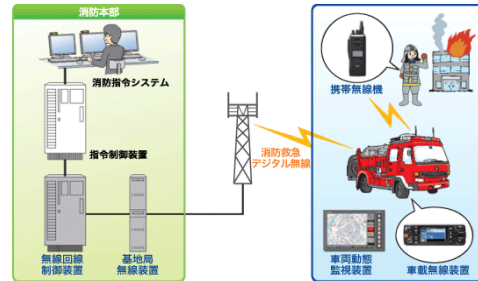 消防本部
消防指令システム
指令制御装置
無線回線
制御装置
基地局
無線装置
消防救急
デジタル無線
携帯無線機
車両動態
監視装置
車載無線装置